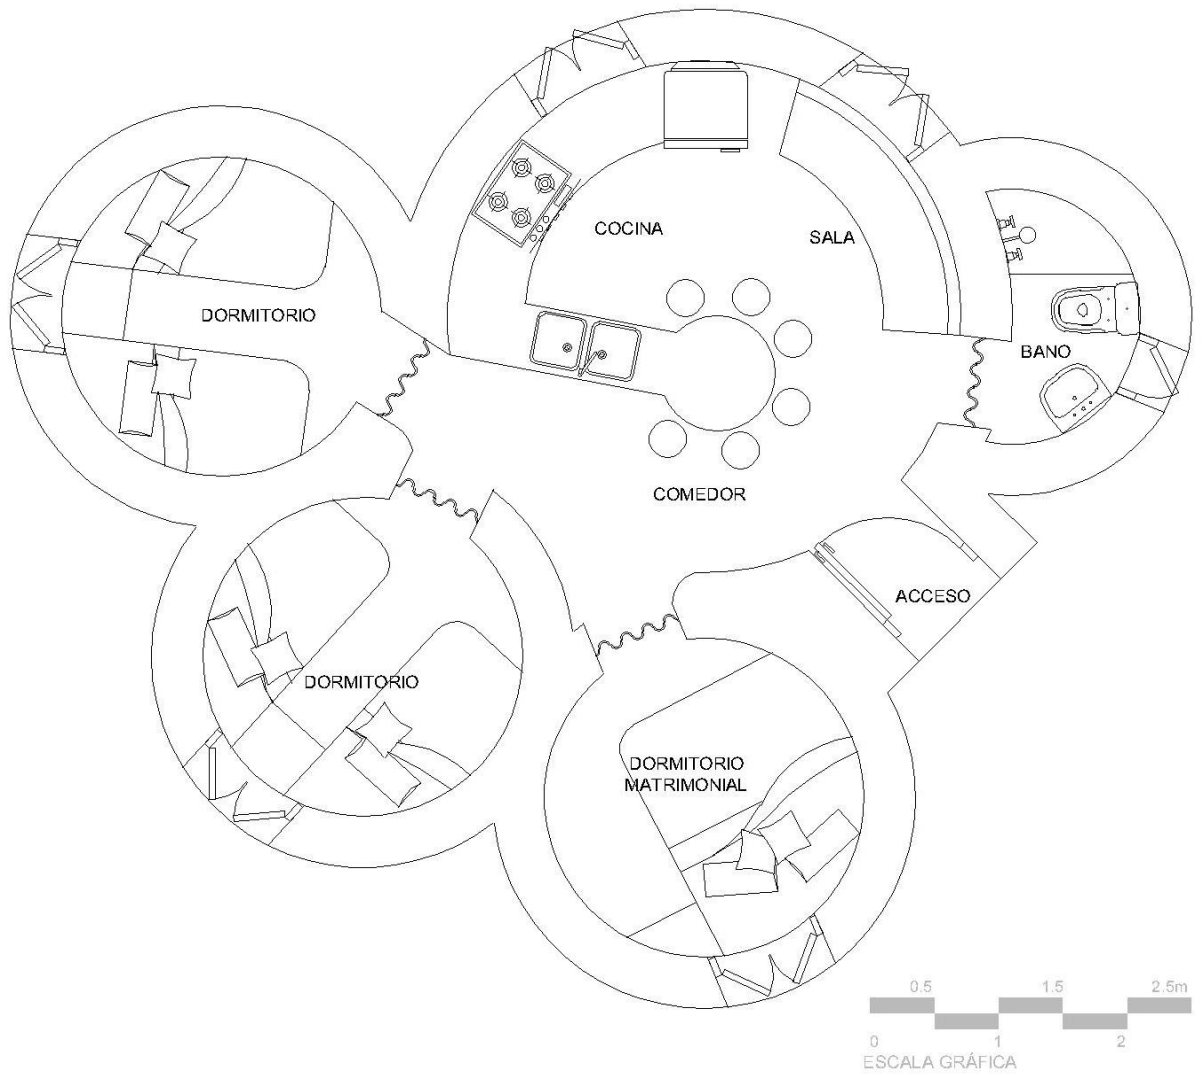 COCINA
SALA
DORMITORIO
BANO
COMEDOR
ACCESO
DORMITORIO
DORMITORIO
MATRIMONIAL
0.5 1.5 2.5m
0 1 2
ESCALA GRÁFICA